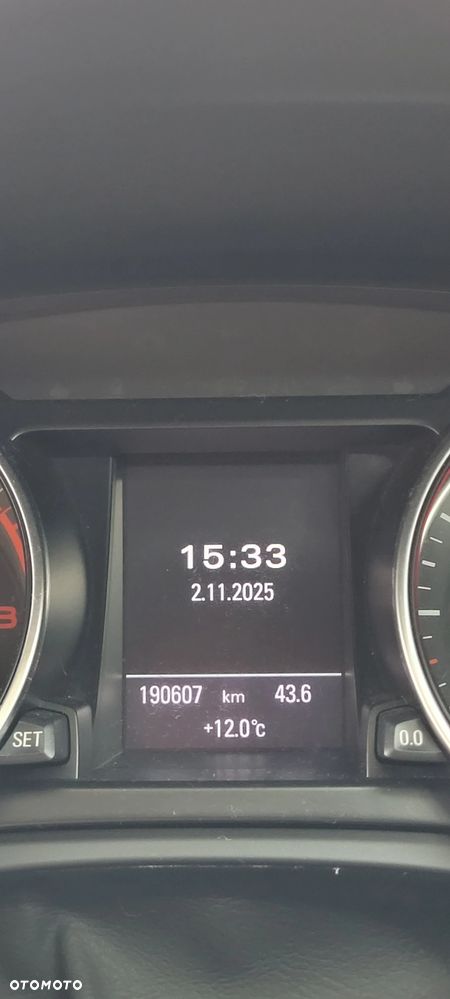 15:33
2.11.2025
190607 km 43.6
+12.0°C
SET
0.0
OTOMOTO